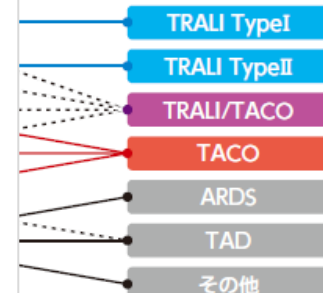 TRALI TypeⅠ
TRALI TypeⅡ
TRALI/TACO
TACO
ARDS
TAD
その他